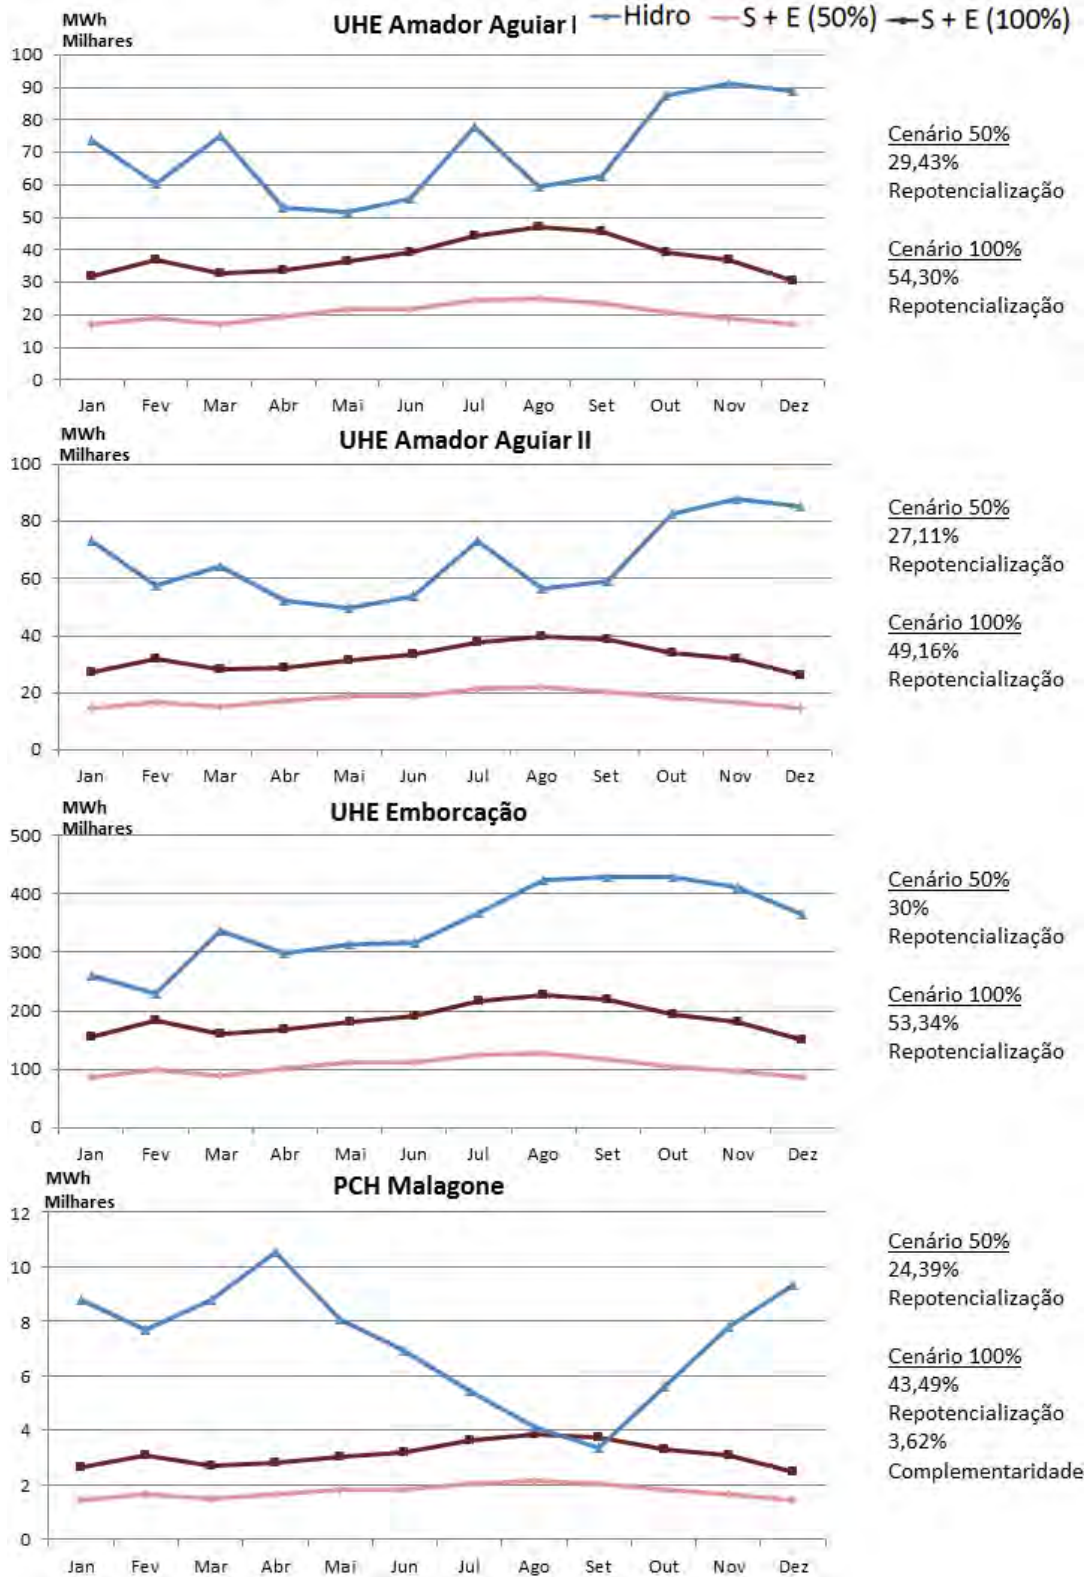 MWh
Milhares
UHE Amador Aguiar I
Hidro
S + E (50%)
S + E (100%)
100
90
80
70
60
50
40
30
20
10
0
Jan Fev Mar Abr Mai Jun Jul Ago Set Out Nov Dez
Cenário 50%
29,43%
Repotencialização
Cenário 100%
54,30%
Repotencialização
MWh
Milhares
UHE Amador Aguiar II
100
80
60
40
20
0
Jan Fev Mar Abr Mai Jun Jul Ago Set Out Nov Dez
Cenário 50%
27,11%
Repotencialização
Cenário 100%
49,16%
Repotencialização
MWh
Milhares
UHE Emborcação
500
400
300
200
100
0
Jan Fev Mar Abr Mai Jun Jul Ago Set Out Nov Dez
Cenário 50%
30%
Repotencialização
Cenário 100%
53,34%
Repotencialização
MWh
Milhares
PCH Malagone
12
10
8
6
4
2
0
Jan Fev Mar Abr Mai Jun Jul Ago Set Out Nov Dez
Cenário 50%
24,39%
Repotencialização
Cenário 100%
43,49%
Repotencialização
3,62%
Complementaridade